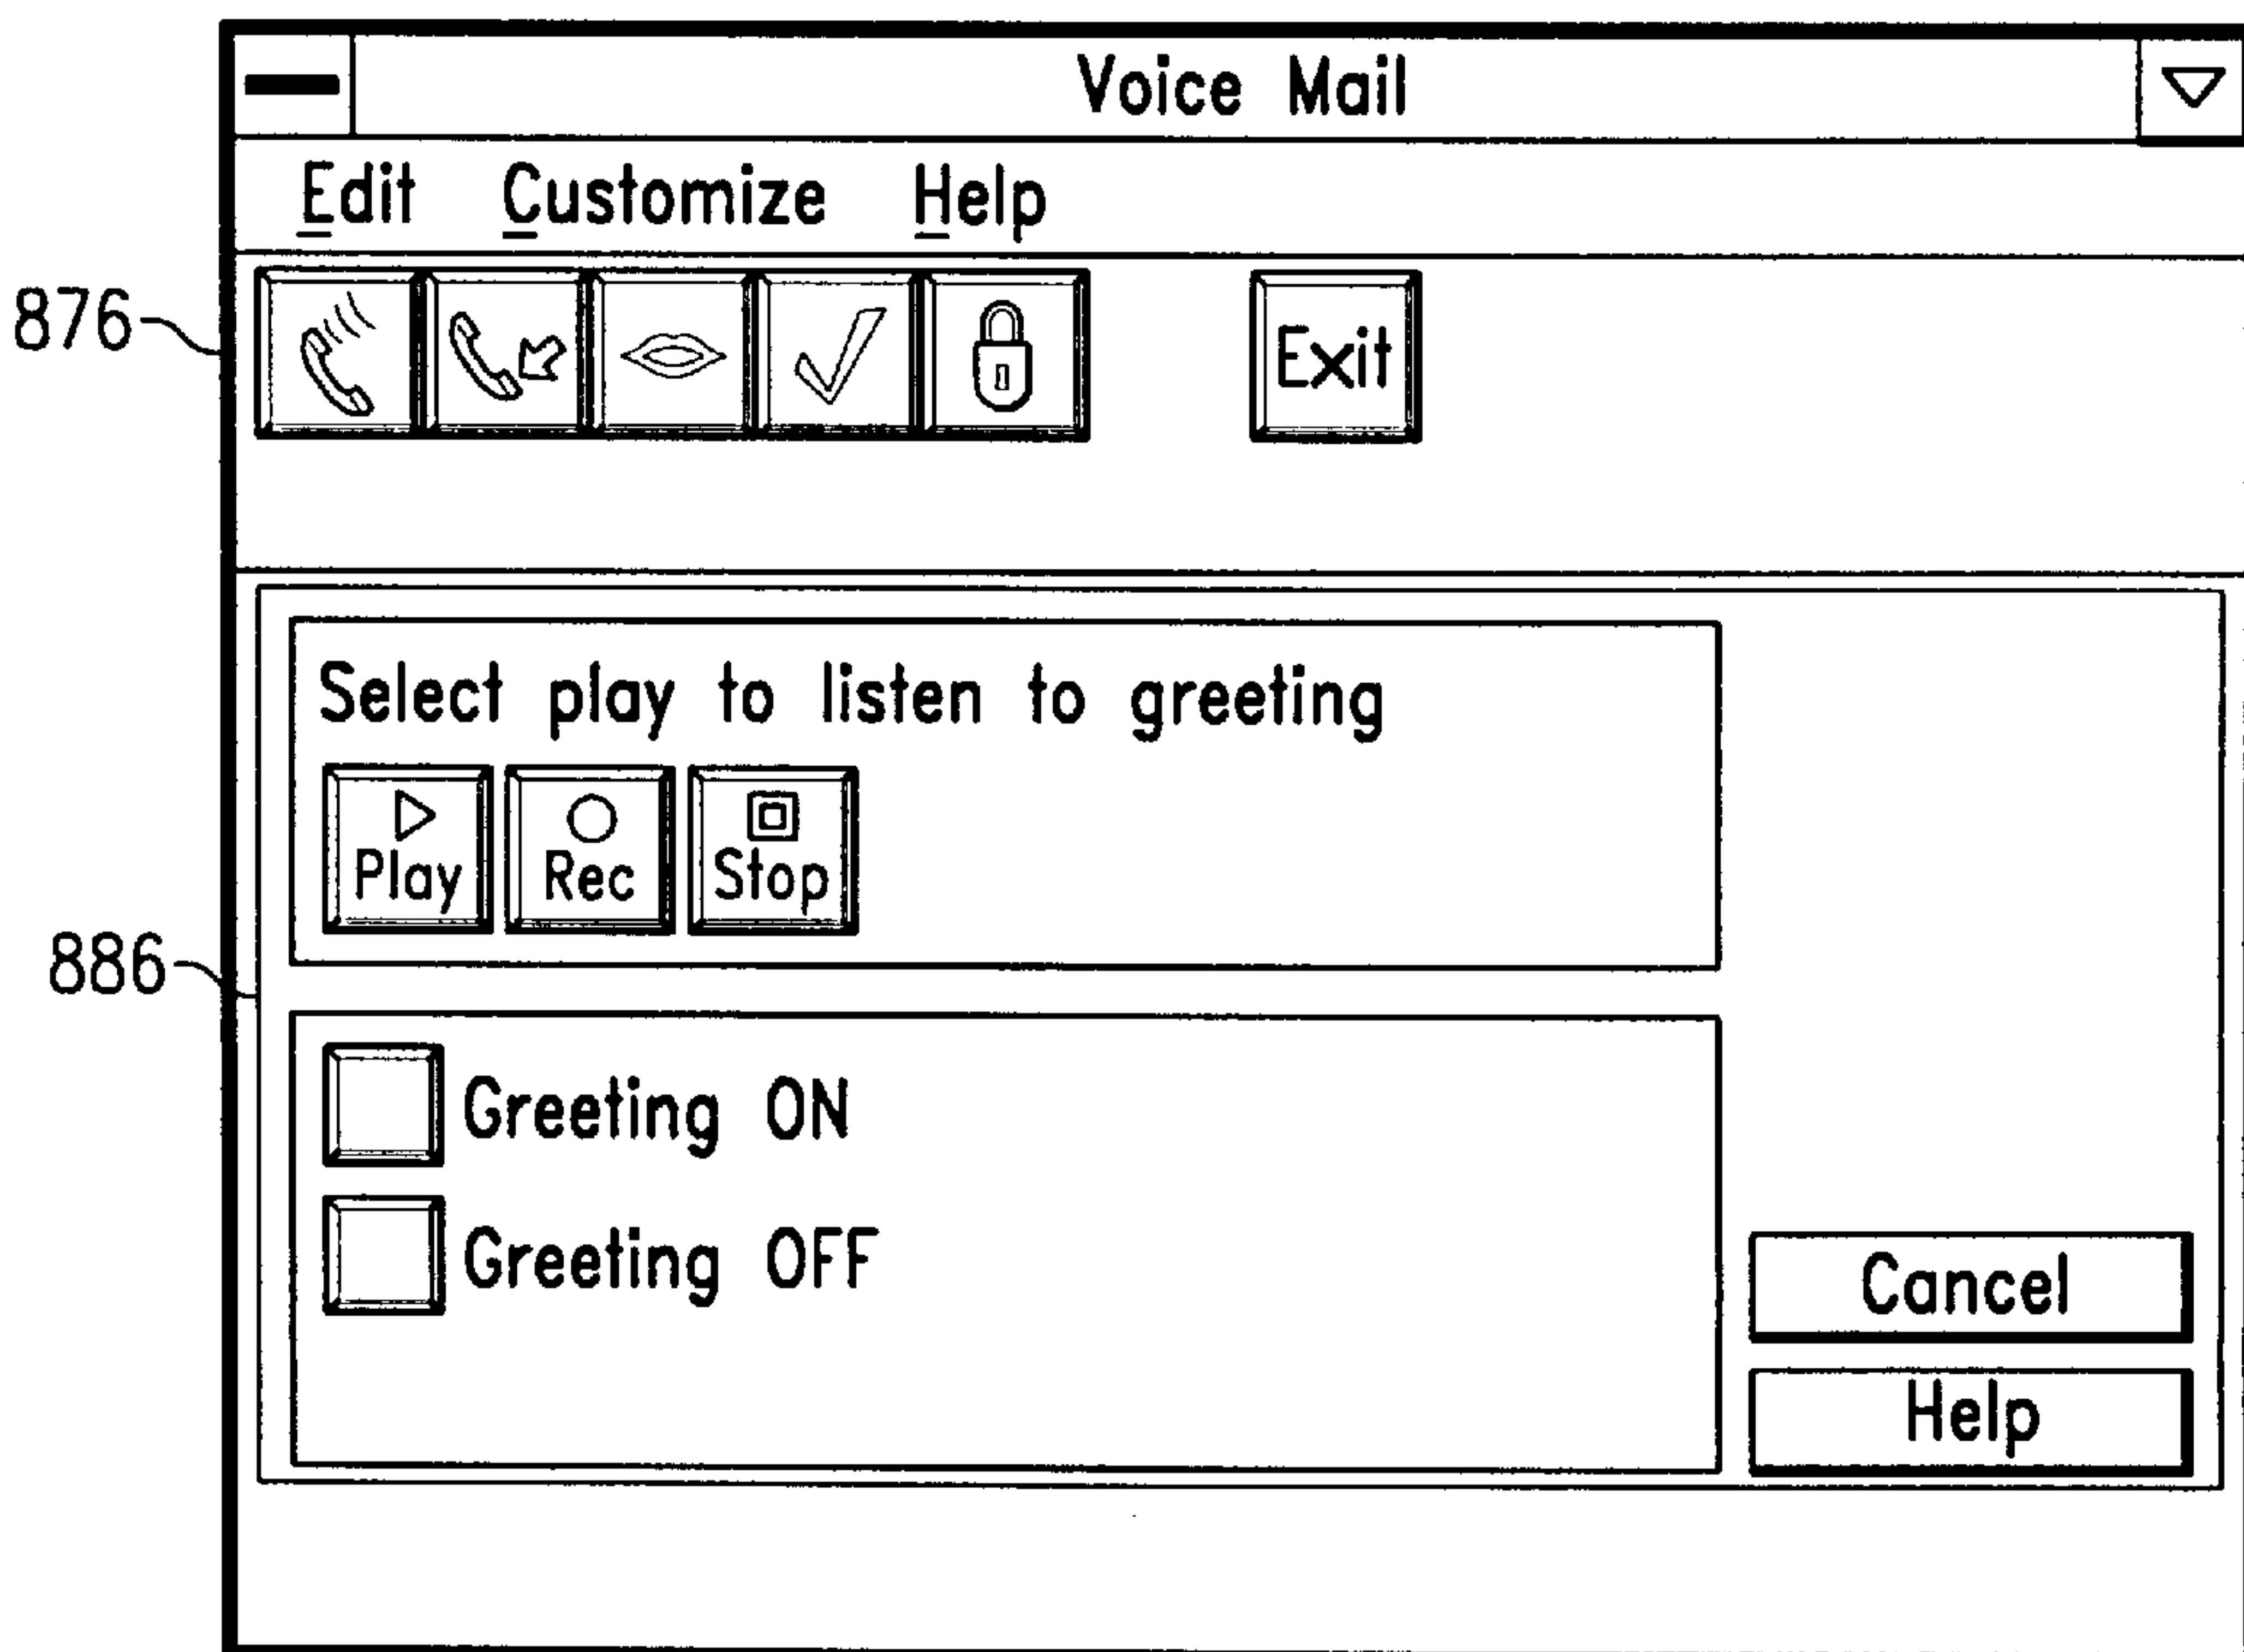 Voice Mail
Edit Customize Help
876
Exit
Select play to listen to greeting
Play Rec Stop
886
Greeting ON
Greeting OFF
Cancel
Help